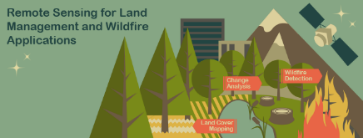 Remote Sensing for Land
Management and Wildfire
Applications
Change
Analysis
Wildfire
Detection
Land Cover
Mapping